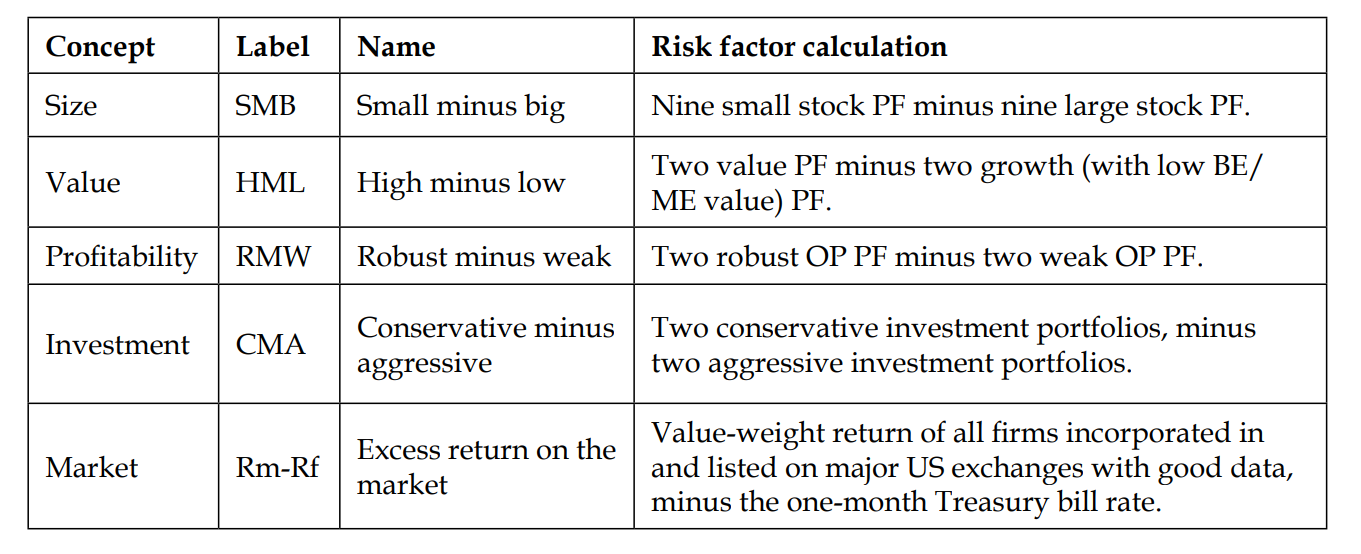 Concept Label Name Risk factor calculation
Size SMB Small minus big Nine small stock PF minus nine large stock PF.
Value HML High minus low Two value PF minus two growth (with low BE/
ME value) PF.
Profitability RMW Robust minus weak Two robust OP PF minus two weak OP PF.
Investment CMA Conservative minus
aggressive Two conservative investment portfolios, minus
two aggressive investment portfolios.
Market Rm-Rf Excess return on the
market Value-weight return of all firms incorporated in
and listed on major US exchanges with good data,
minus the one-month Treasury bill rate.